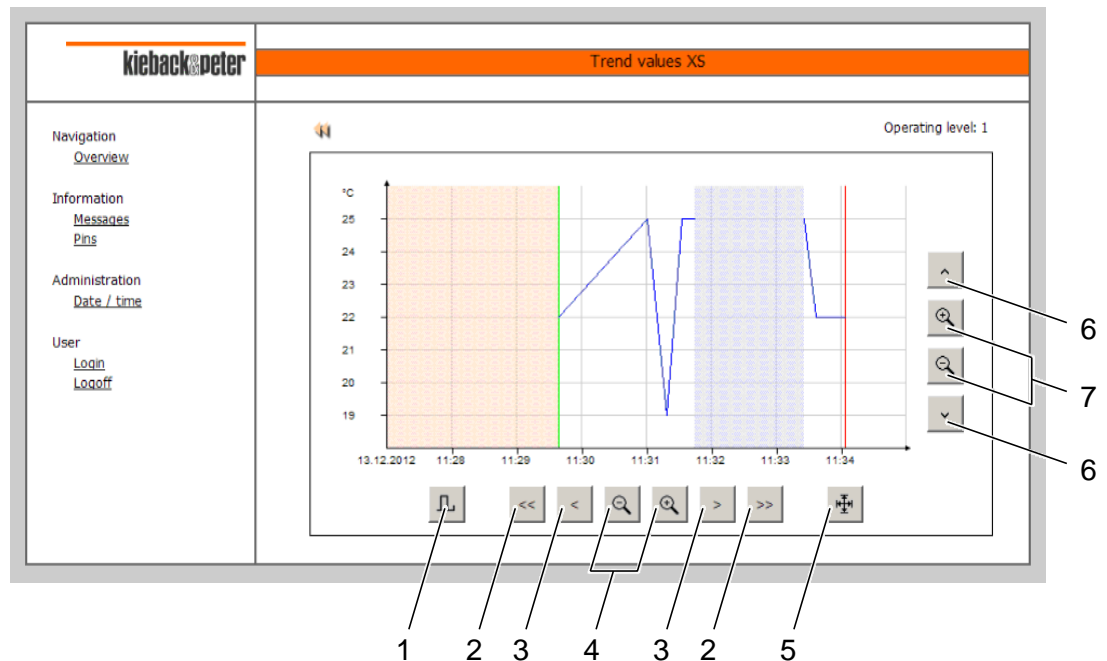 kieback&peter
Trend values XS
Operating level: 1
Navigation
Overview
Information
Messages
Pins
Administration
Date / time
User
Login
Logoff
°C
25
24
23
22
21
20
19
13.12.2012 11:28 11:29 11:30 11:31 11:32 11:33 11:34
<< < > >>
6
7
6
1 2 3 4 3 2 5